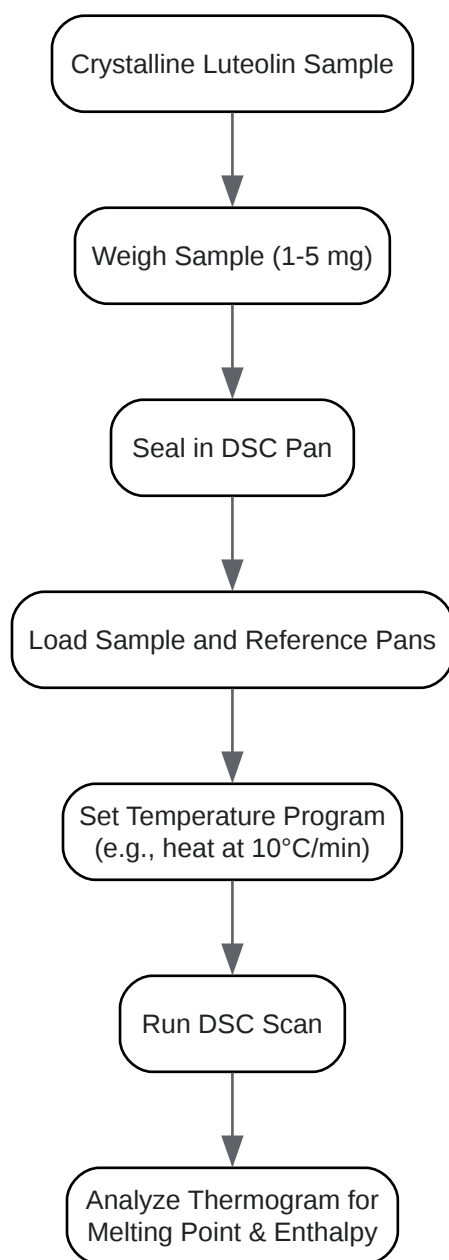 Crystalline Luteolin Sample
Weigh Sample (1-5 mg)
Seal in DSC Pan
Load Sample and Reference Pans
Set Temperature Program
(e.g., heat at 10°C/min)
Run DSC Scan
Analyze Thermogram for
Melting Point & Enthalpy